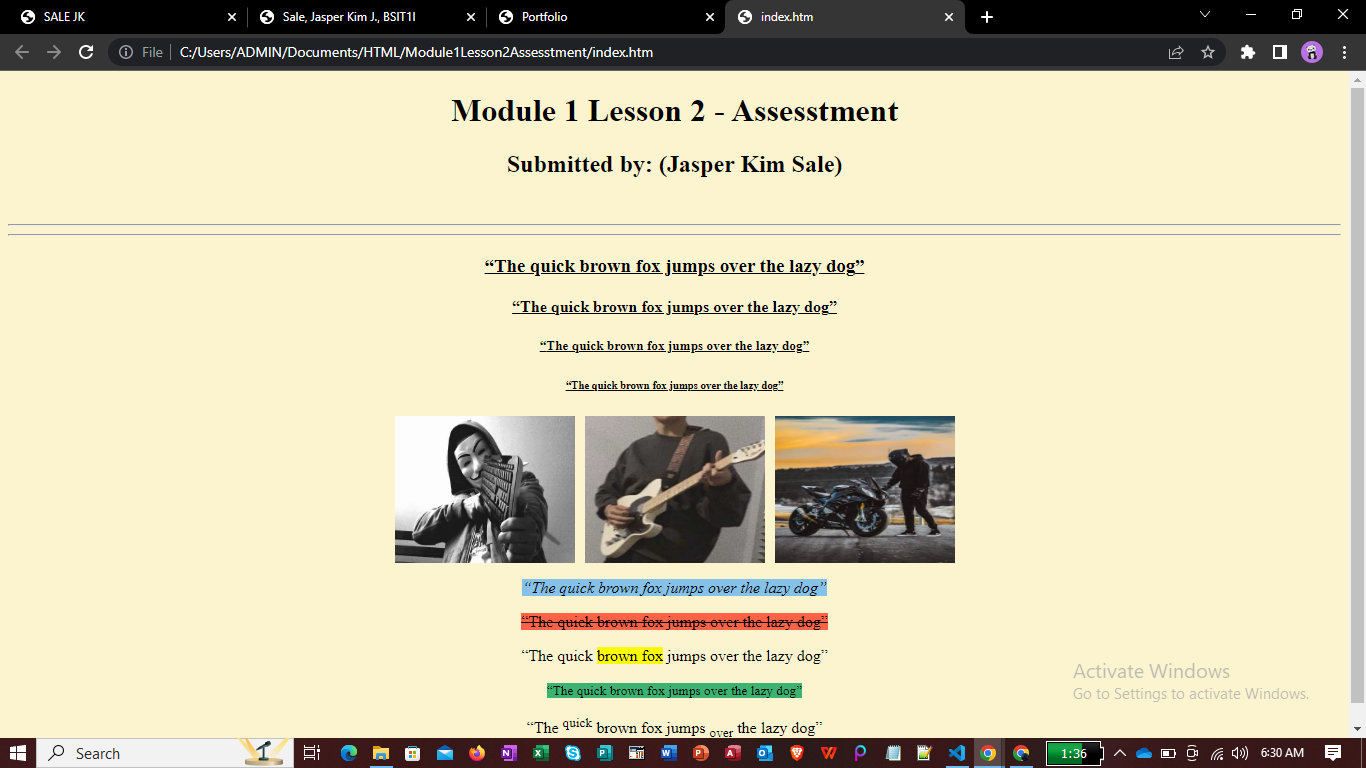 SALE JK
Sale, Jasper Kim J., BSIT1I
Portfolio
index.htm
File
C:/Users/ADMIN/Documents/HTML/Module1Lesson2Assesstment/index.htm
Module 1 Lesson 2 - Assesstment
Submitted by: (Jasper Kim Sale)
“The quick brown fox jumps over the lazy dog”
“The quick brown fox jumps over the lazy dog”
“The quick brown fox jumps over the lazy dog”
“The quick brown fox jumps over the lazy dog”
“The quick brown fox jumps over the lazy dog”
“The quick brown fox jumps over the lazy dog”
“The quick brown fox jumps over the lazy dog”
“The quick brown fox jumps over the lazy dog”
“The quick brown fox jumps over the lazy dog”
Activate Windows
Go to Settings to activate Windows.
Search
1:36
6:30 AM